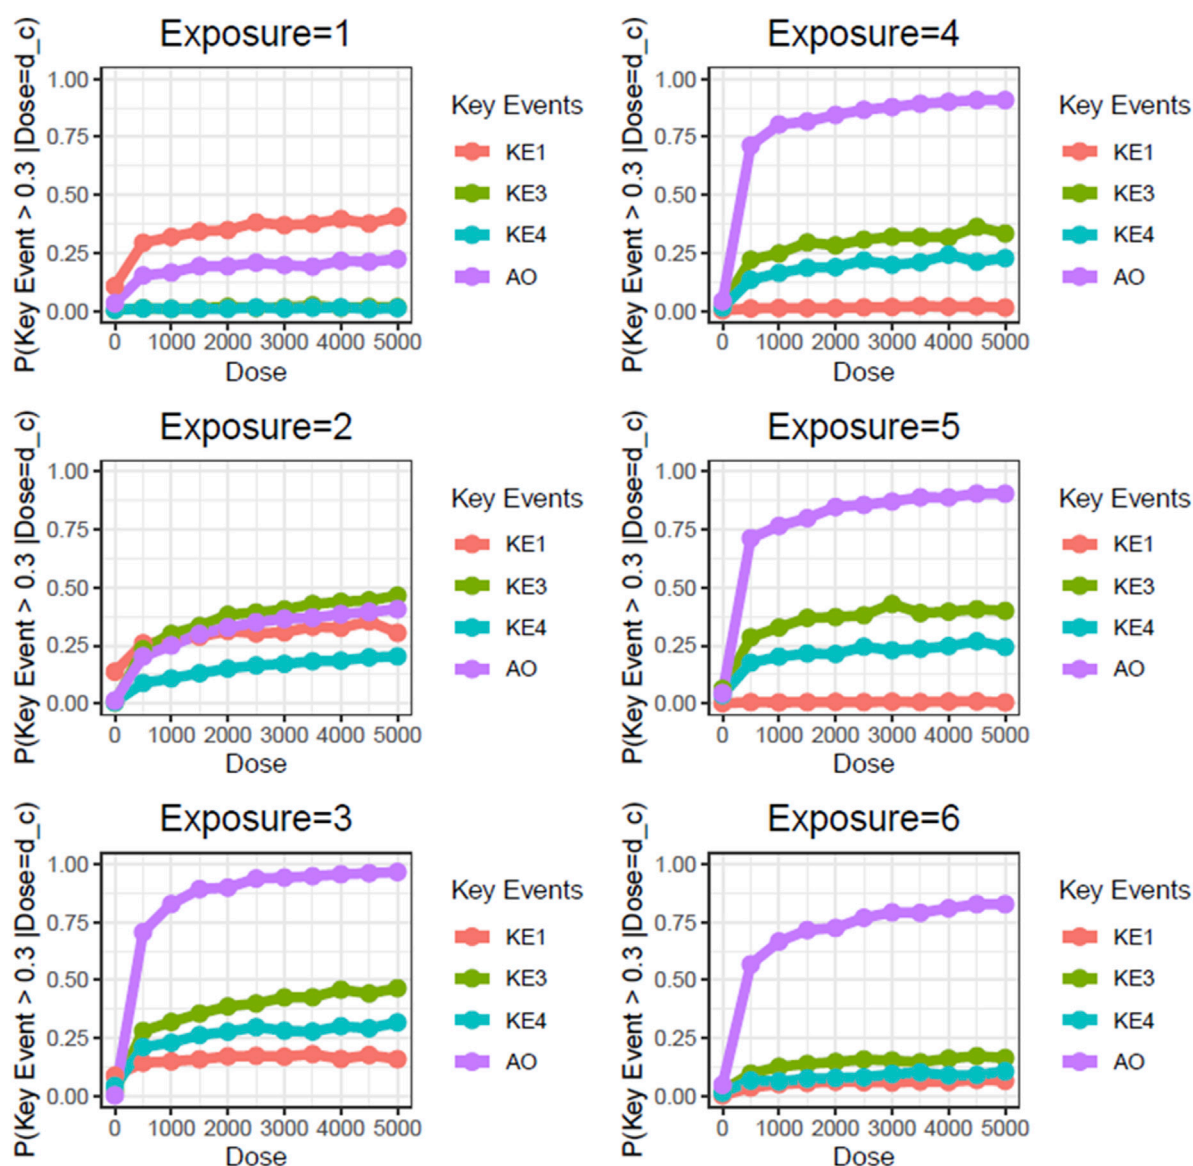 Exposure=1
P(Key Event > 0.3 |Dose=d_c)
1.00
0.75
0.50
0.25
0.00
0 1000 2000 3000 4000 5000
Dose
Key Events
KE1
KE3
KE4
AO
Exposure=4
P(Key Event > 0.3 |Dose=d_c)
1.00
0.75
0.50
0.25
0.00
0 1000 2000 3000 4000 5000
Dose
Key Events
KE1
KE3
KE4
AO
Exposure=2
P(Key Event > 0.3 |Dose=d_c)
1.00
0.75
0.50
0.25
0.00
0 1000 2000 3000 4000 5000
Dose
Key Events
KE1
KE3
KE4
AO
Exposure=5
P(Key Event > 0.3 |Dose=d_c)
1.00
0.75
0.50
0.25
0.00
0 1000 2000 3000 4000 5000
Dose
Key Events
KE1
KE3
KE4
AO
Exposure=3
P(Key Event > 0.3 |Dose=d_c)
1.00
0.75
0.50
0.25
0.00
0 1000 2000 3000 4000 5000
Dose
Key Events
KE1
KE3
KE4
AO
Exposure=6
P(Key Event > 0.3 |Dose=d_c)
1.00
0.75
0.50
0.25
0.00
0 1000 2000 3000 4000 5000
Dose
Key Events
KE1
KE3
KE4
AO